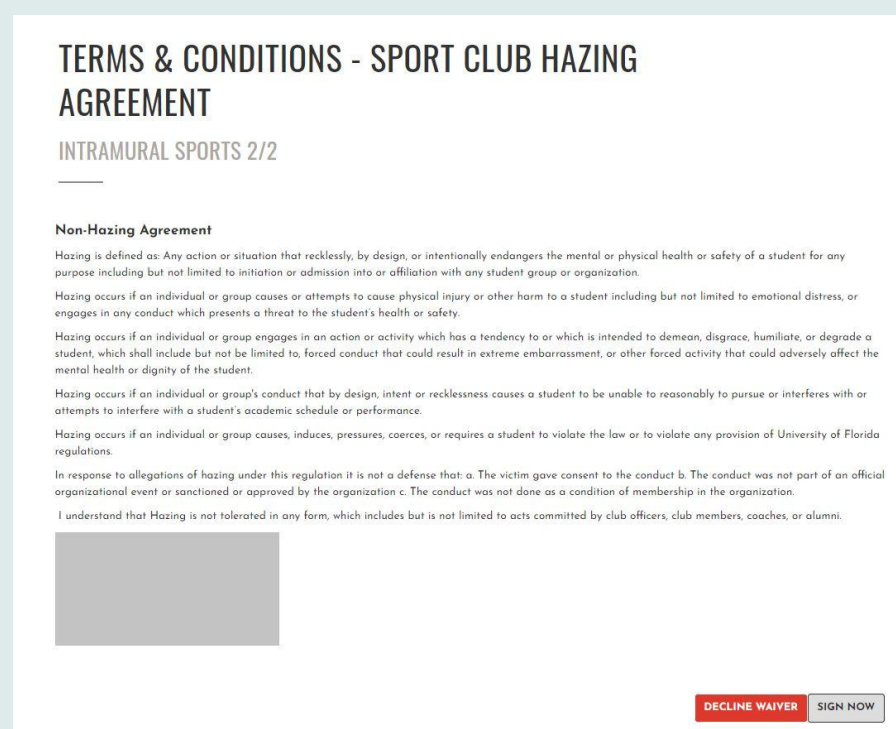 TERMS & CONDITIONS - SPORT CLUB HAZING
AGREEMENT
INTRAMURAL SPORTS 2/2
Non-Hazing Agreement
Hazing is defined as: Any action or situation that recklessly, by design, or intentionally endangers the mental or physical health or safety of a student for any
purpose including but not limited to initiation or admission into or affiliation with any student group or organization.
Hazing occurs if an individual or group causes or attempts to cause physical injury or other harm to a student including but not limited to emotional distress, or
engages in any conduct which presents a threat to the student's health or safety.
Hazing occurs if an individual or group engages in an action or activity which has a tendency to or which is intended to demean, disgrace, humiliate, or degrade a
student, which shall include but not be limited to, forced conduct that could result in extreme embarrassment, or other forced activity that could adversely affect the
mental health or dignity of the student.
Hazing occurs if an individual or group's conduct that by design, intent or recklessness causes a student to be unable to reasonably to pursue or interferes with or
attempts to interfere with a student's academic schedule or performance.
Hazing occurs if an individual or group causes, induces, pressures, coerces, or requires a student to violate the law or to violate any provision of University of Florida
regulations.
In response to allegations of hazing under this regulation it is not a defense that: a. The victim gave consent to the conduct b. The conduct was not part of an official
organizational event or sanctioned or approved by the organization c. The conduct was not done as a condition of membership in the organization.
I understand that Hazing is not tolerated in any form, which includes but is not limited to acts committed by club officers, club members, coaches, or alumni.
DECLINE WAIVER SIGN NOW